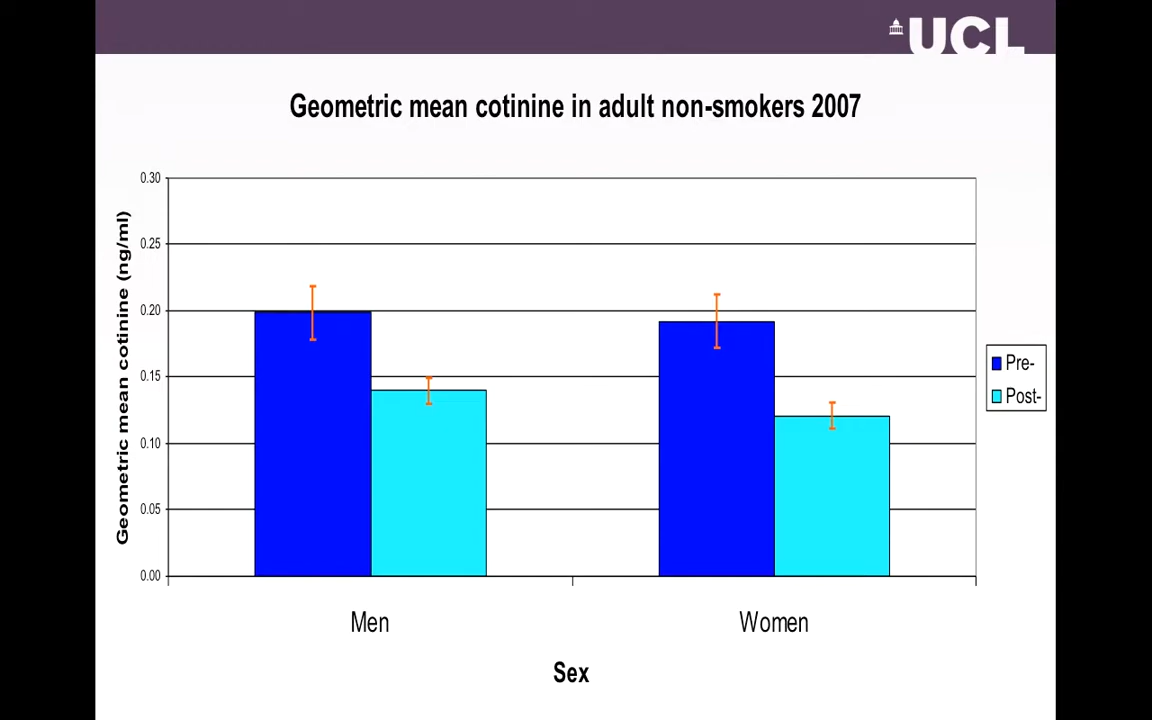 UCL
Geometric mean cotinine in adult non-smokers 2007
Geometric mean cotinine (ng/ml)
0.30
0.25
0.20
0.15
0.10
0.05
0.00
Pre-
Post-
Men
Women
Sex